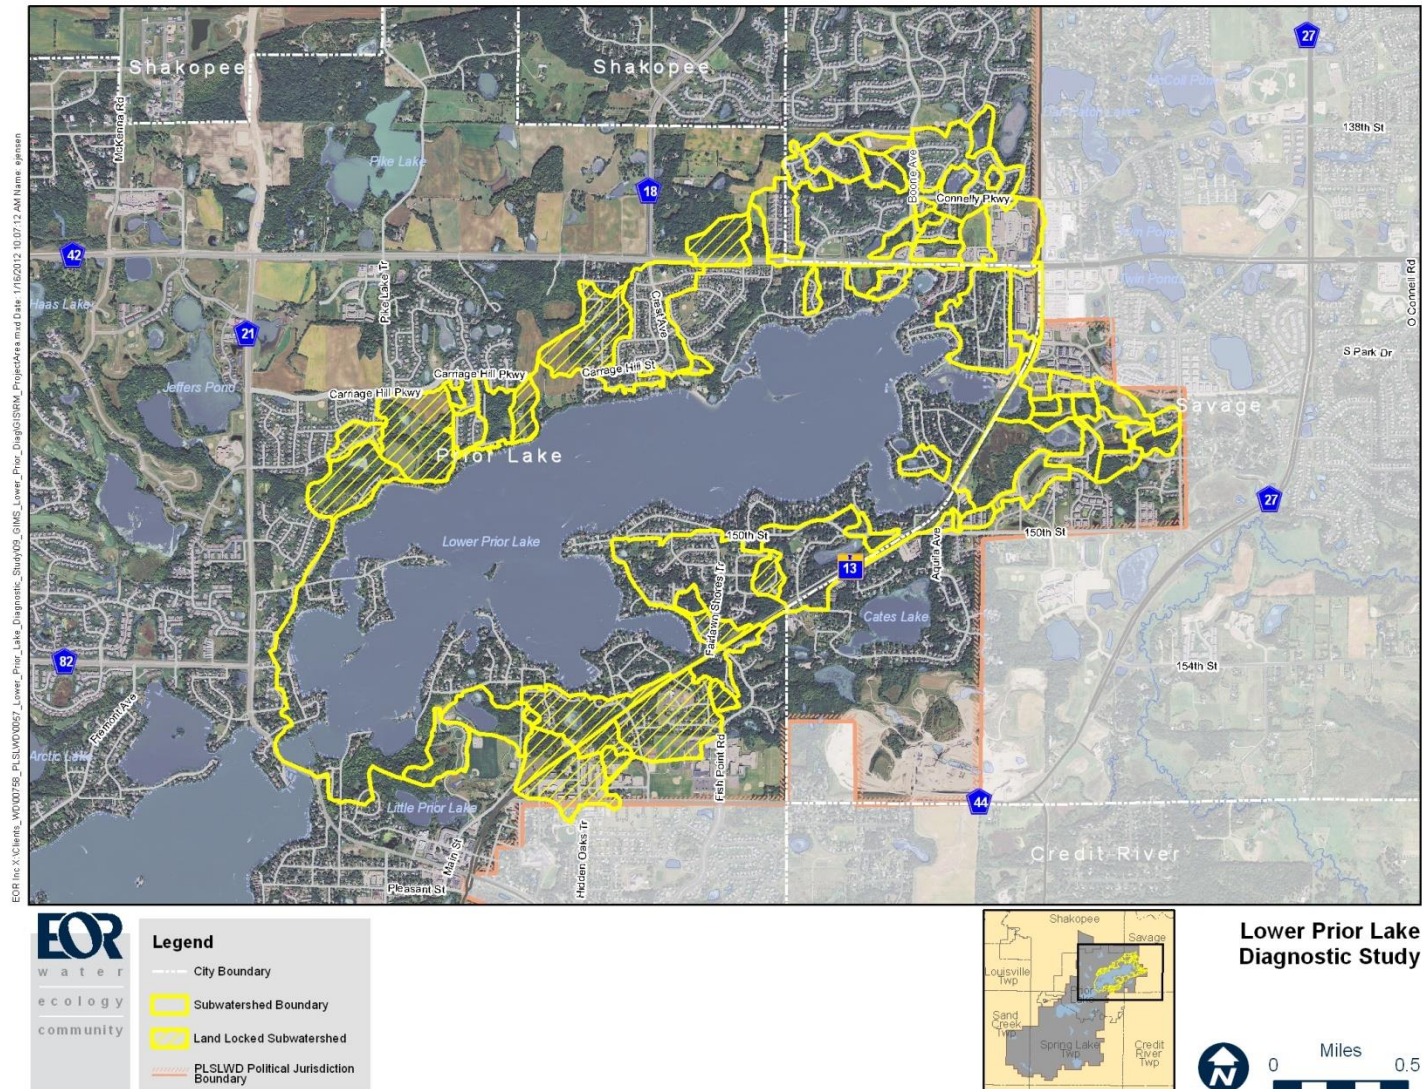 Shakopee
Shakopee
27
McColl Pond
McKenna Rd
138th St
Pike Lake
18
Boone Ave
Connelly Pkwy
42
Pike Lake Tr
Haas Lake
Crest Ave
O Connell Rd
21
S Park Dr
Carriage Hill St
Carriage Hill Pkwy
Carriage Hill Pkwy
Jeffers Pond
Savage
Prior Lake
27
150th St
150th St
Lower Prior Lake
Aquila Ave
13
Fairlawn Shores Tr
Cates Lake
82
154th St
Fremont Ave
Arctic Lake
Fish Point Rd
44
Little Prior Lake
Main St
Hidden Oaks Tr
Credit River
Pleasant St
EOR
water
ecology
community
Legend
City Boundary
Subwatershed Boundary
Land Locked Subwatershed
PLSLWD Political Jurisdiction
Boundary
Shakopee
Savage
Louisville
Twp
Prior
Lake
Sand
Creek
Twp
Spring Lake
Twp
Credit
River
Twp
Lower Prior Lake
Diagnostic Study
N
Miles
0 0.5